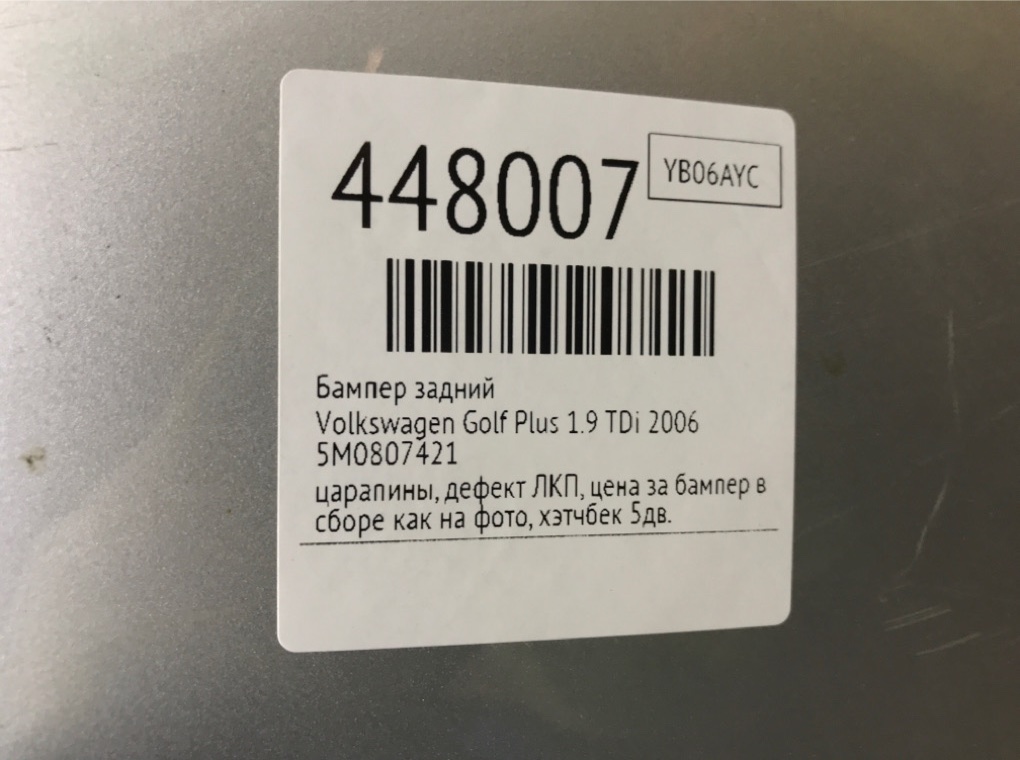 448007
YB06AYC
Бампер задний
Volkswagen Golf Plus 1.9 TDi 2006
5M0807421
царапины, дефект ЛКП, цена за бампер в
сборе как на фото, хэтчбек 5дв.